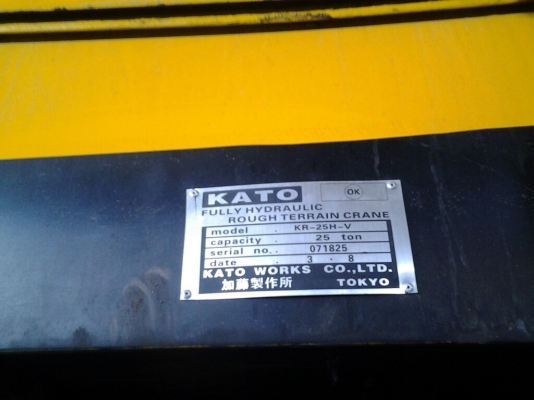 KATO OK
FULLY HYDRAULIC
ROUGH TERRAIN CRANE
model . KR-25H-V
capacity . 25 ton
serial no. . 071825
date . 3 . 8
KATO WORKS CO.,LTD.
加藤製作所 TOKYO